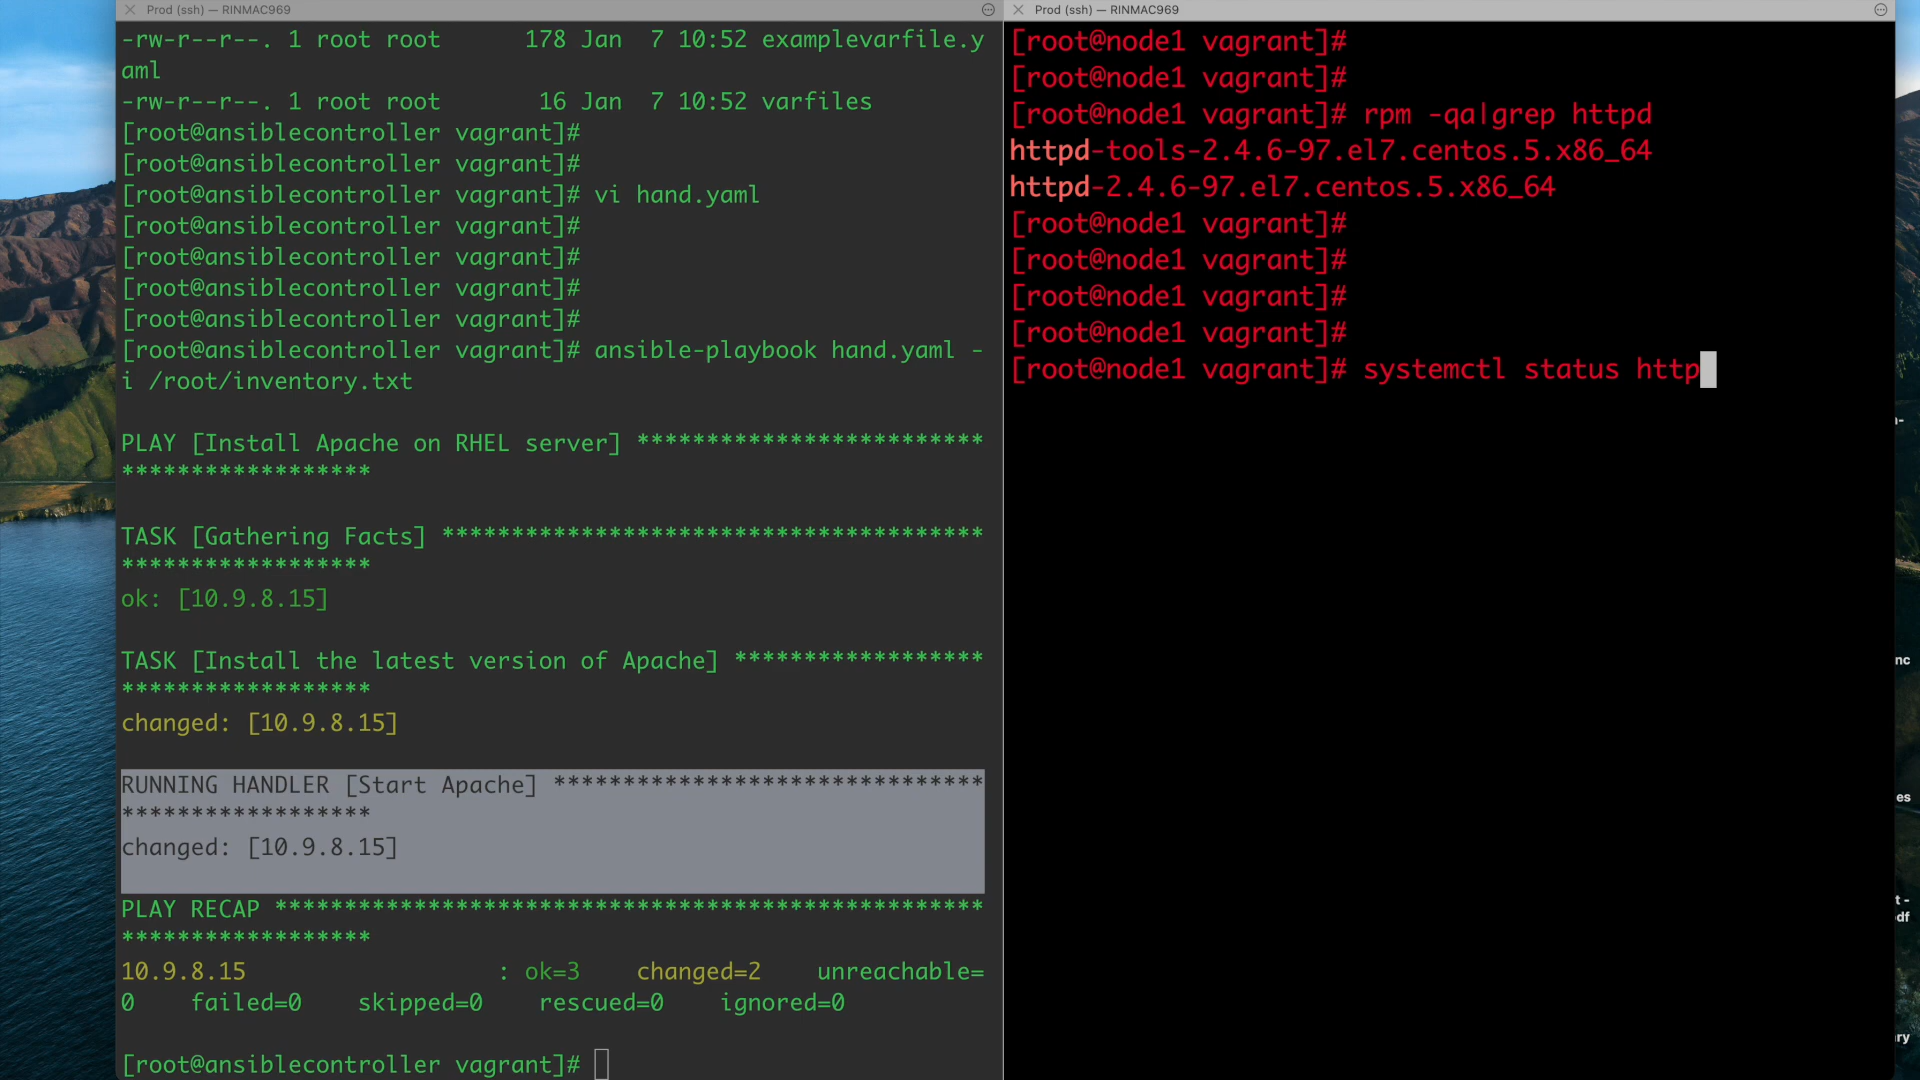 Prod (ssh) — RINMAC969
-rw-r--r--. 1 root root      178 Jan  7 10:52 examplevarfile.y
aml
-rw-r--r--. 1 root root       16 Jan  7 10:52 varfiles
[root@ansiblecontroller vagrant]#
[root@ansiblecontroller vagrant]#
[root@ansiblecontroller vagrant]# vi hand.yaml
[root@ansiblecontroller vagrant]#
[root@ansiblecontroller vagrant]#
[root@ansiblecontroller vagrant]#
[root@ansiblecontroller vagrant]#
[root@ansiblecontroller vagrant]# ansible-playbook hand.yaml -
i /root/inventory.txt
PLAY [Install Apache on RHEL server] *************************
******************
TASK [Gathering Facts] ***************************************
******************
ok: [10.9.8.15]
TASK [Install the latest version of Apache] ******************
******************
changed: [10.9.8.15]
RUNNING HANDLER [Start Apache] *******************************
******************
changed: [10.9.8.15]
PLAY RECAP ***************************************************
******************
10.9.8.15                  : ok=3    changed=2    unreachable=
0    failed=0    skipped=0    rescued=0    ignored=0
[root@ansiblecontroller vagrant]#
Prod (ssh) — RINMAC969
[root@node1 vagrant]#
[root@node1 vagrant]#
[root@node1 vagrant]# rpm -qa|grep httpd
httpd-tools-2.4.6-97.el7.centos.5.x86_64
httpd-2.4.6-97.el7.centos.5.x86_64
[root@node1 vagrant]#
[root@node1 vagrant]#
[root@node1 vagrant]#
[root@node1 vagrant]#
[root@node1 vagrant]# systemctl status http